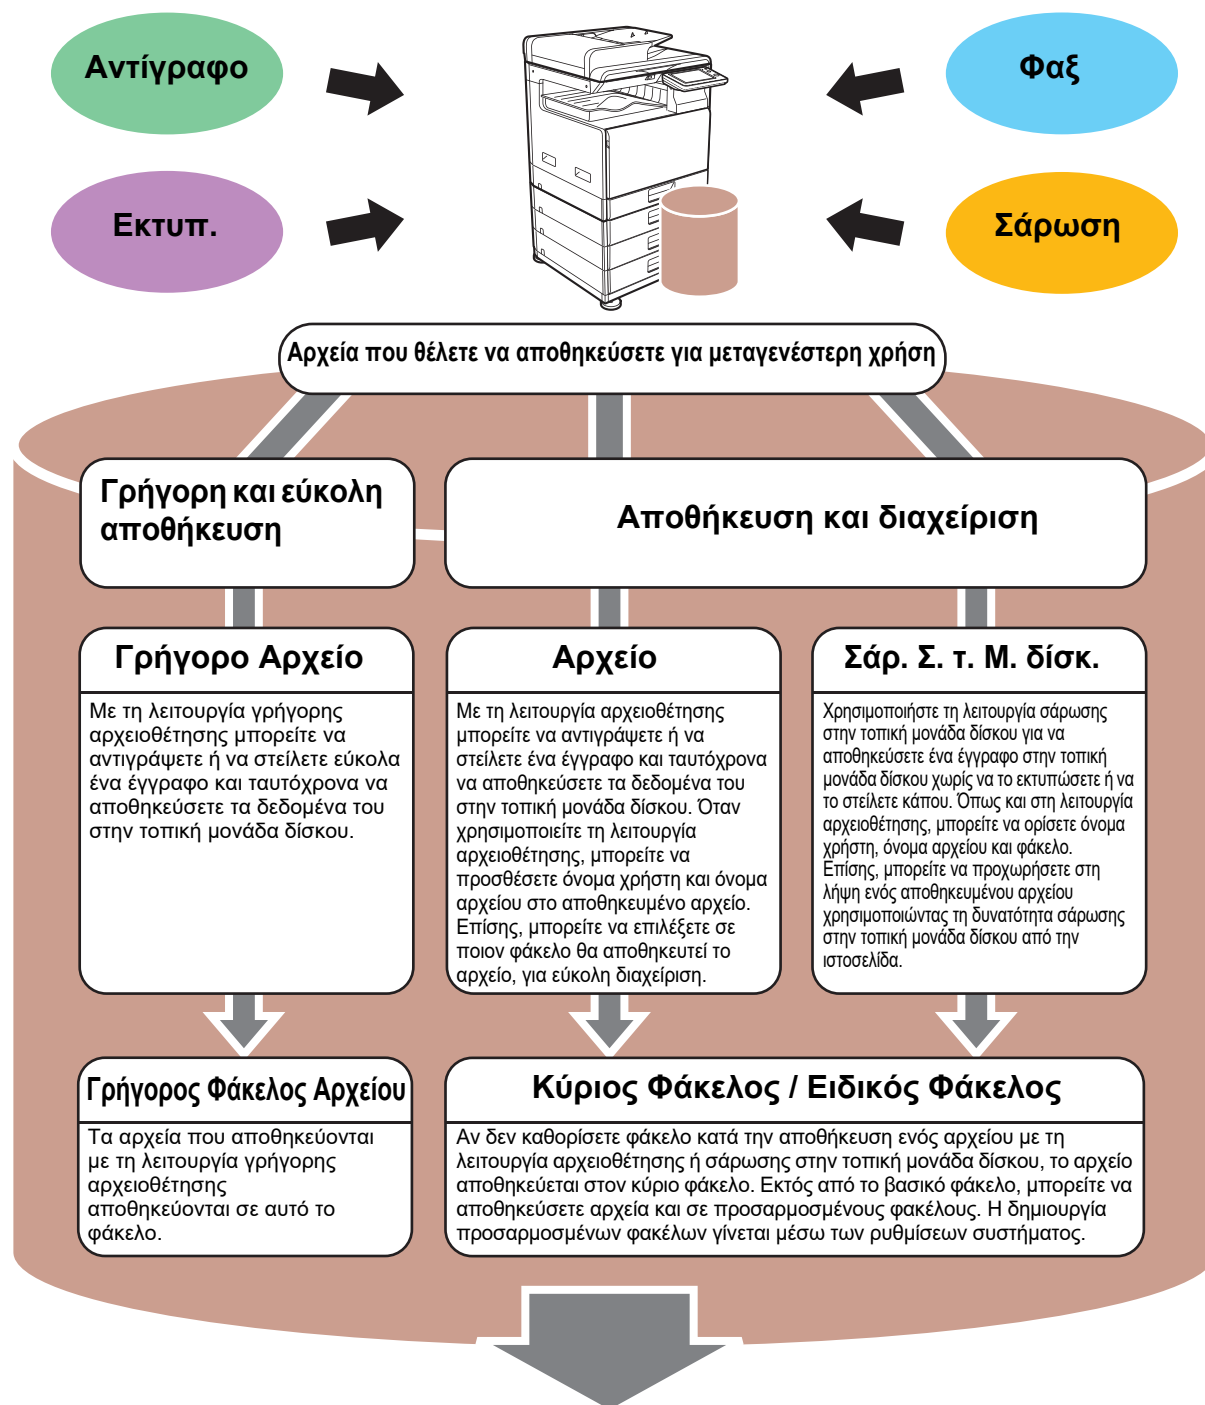 Αντίγραφο
Φαξ
Εκτυπ.
Σάρωση
Αρχεία που θέλετε να αποθηκεύσετε για μεταγενέστερη χρήση
Γρήγορη και εύκολη
αποθήκευση
Αποθήκευση και διαχείριση
Γρήγορο Αρχείο
Με τη λειτουργία γρήγορης
αρχειοθέτησης μπορείτε να
αντιγράψετε ή να στείλετε εύκολα
ένα έγγραφο και ταυτόχρονα να
αποθηκεύσετε τα δεδομένα του
στην τοπική μονάδα δίσκου.
Αρχείο
Με τη λειτουργία αρχειοθέτησης
μπορείτε να αντιγράψετε ή να
στείλετε ένα έγγραφο και ταυτόχρονα
να αποθηκεύσετε τα δεδομένα του
στην τοπική μονάδα δίσκου. Όταν
χρησιμοποιείτε τη λειτουργία
αρχειοθέτησης, μπορείτε να
προσθέσετε όνομα χρήστη και όνομα
αρχείου στο αποθηκευμένο αρχείο.
Επίσης, μπορείτε να επιλέξετε σε
ποιον φάκελο θα αποθηκευτεί το
αρχείο, για εύκολη διαχείριση.
Σάρ. Σ. τ. Μ. δίσκ.
Χρησιμοποιήστε τη λειτουργία σάρωσης
στην τοπική μονάδα δίσκου για να
αποθηκεύσετε ένα έγγραφο στην τοπική
μονάδα δίσκου χωρίς να το εκτυπώσετε ή να
το στείλετε κάπου. Όπως και στη λειτουργία
αρχειοθέτησης, μπορείτε να ορίσετε όνομα
χρήστη, όνομα αρχείου και φάκελο.
Επίσης, μπορείτε να προχωρήσετε στη
λήψη ενός αποθηκευμένου αρχείου
χρησιμοποιώντας τη δυνατότητα σάρωσης
στην τοπική μονάδα δίσκου από την
ιστοσελίδα.
Γρήγορος Φάκελος Αρχείου
Τα αρχεία που αποθηκεύονται
με τη λειτουργία γρήγορης
αρχειοθέτησης
αποθηκεύονται σε αυτό το
φάκελο.
Κύριος Φάκελος / Ειδικός Φάκελος
Αν δεν καθορίσετε φάκελο κατά την αποθήκευση ενός αρχείου με τη
λειτουργία αρχειοθέτησης ή σάρωσης στην τοπική μονάδα δίσκου, το αρχείο
αποθηκεύεται στον κύριο φάκελο. Εκτός από το βασικό φάκελο, μπορείτε να
αποθηκεύσετε αρχεία και σε προσαρμοσμένους φακέλους. Η δημιουργία
προσαρμοσμένων φακέλων γίνεται μέσω των ρυθμίσεων συστήματος.